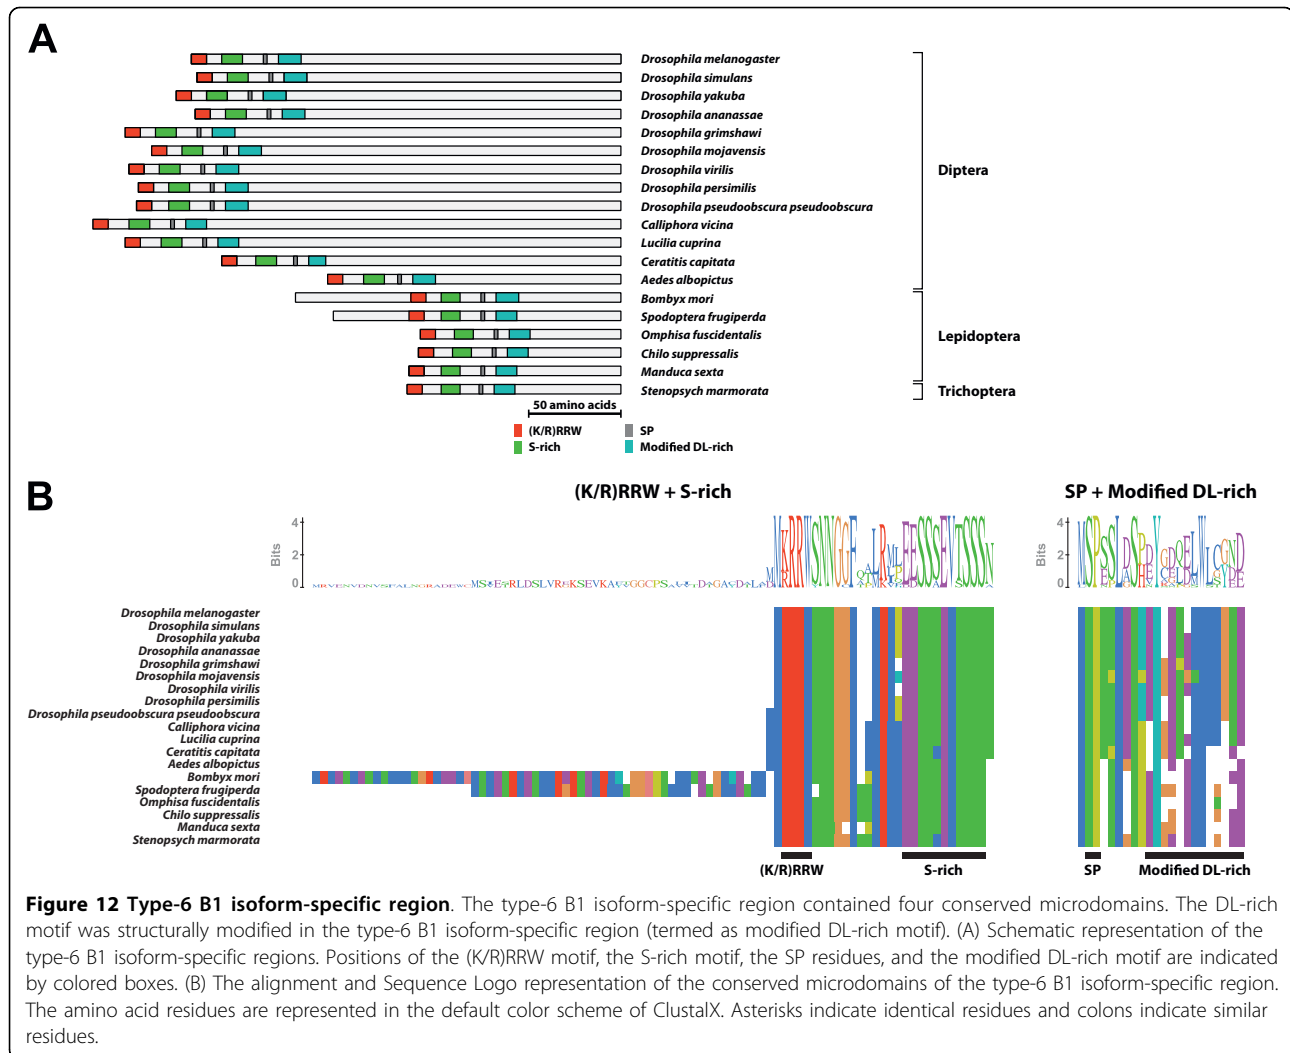 A
Drosophila melanogaster
Drosophila simulans
Drosophila yakuba
Drosophila ananassae
Drosophila grimshawi
Drosophila mojavensis
Drosophila virilis
Drosophila persimilis
Drosophila pseudoobscura pseudoobscura
Calliphora vicina
Lucilia cuprina
Ceratitis capitata
Aedes albopictus
Bombyx mori
Spodoptera frugiperda
Omphisa fuscidentalis
Chilo suppressalis
Manduca sexta
Stenopsych marmorata
Diptera
Lepidoptera
Trichoptera
50 amino acids
(K/R)RRW
SP
S-rich
Modified DL-rich
B
(K/R)RRW + S-rich
SP + Modified DL-rich
Bits
4
2
0
Bits
4
2
0
Drosophila melanogaster
Drosophila simulans
Drosophila yakuba
Drosophila ananassae
Drosophila grimshawi
Drosophila mojavensis
Drosophila virilis
Drosophila persimilis
Drosophila pseudoobscura pseudoobscura
Calliphora vicina
Lucilia cuprina
Ceratitis capitata
Aedes albopictus
Bombyx mori
Spodoptera frugiperda
Omphisa fuscidentalis
Chilo suppressalis
Manduca sexta
Stenopsych marmorata
(K/R)RRW
S-rich
SP
Modified DL-rich
Figure 12 Type-6 B1 isoform-specific region. The type-6 B1 isoform-specific region contained four conserved microdomains. The DL-rich
motif was structurally modified in the type-6 B1 isoform-specific region (termed as modified DL-rich motif). (A) Schematic representation of the
type-6 B1 isoform-specific regions. Positions of the (K/R)RRW motif, the S-rich motif, the SP residues, and the modified DL-rich motif are indicated
by colored boxes. (B) The alignment and Sequence Logo representation of the conserved microdomains of the type-6 B1 isoform-specific region.
The amino acid residues are represented in the default color scheme of ClustalX. Asterisks indicate identical residues and colons indicate similar
residues.